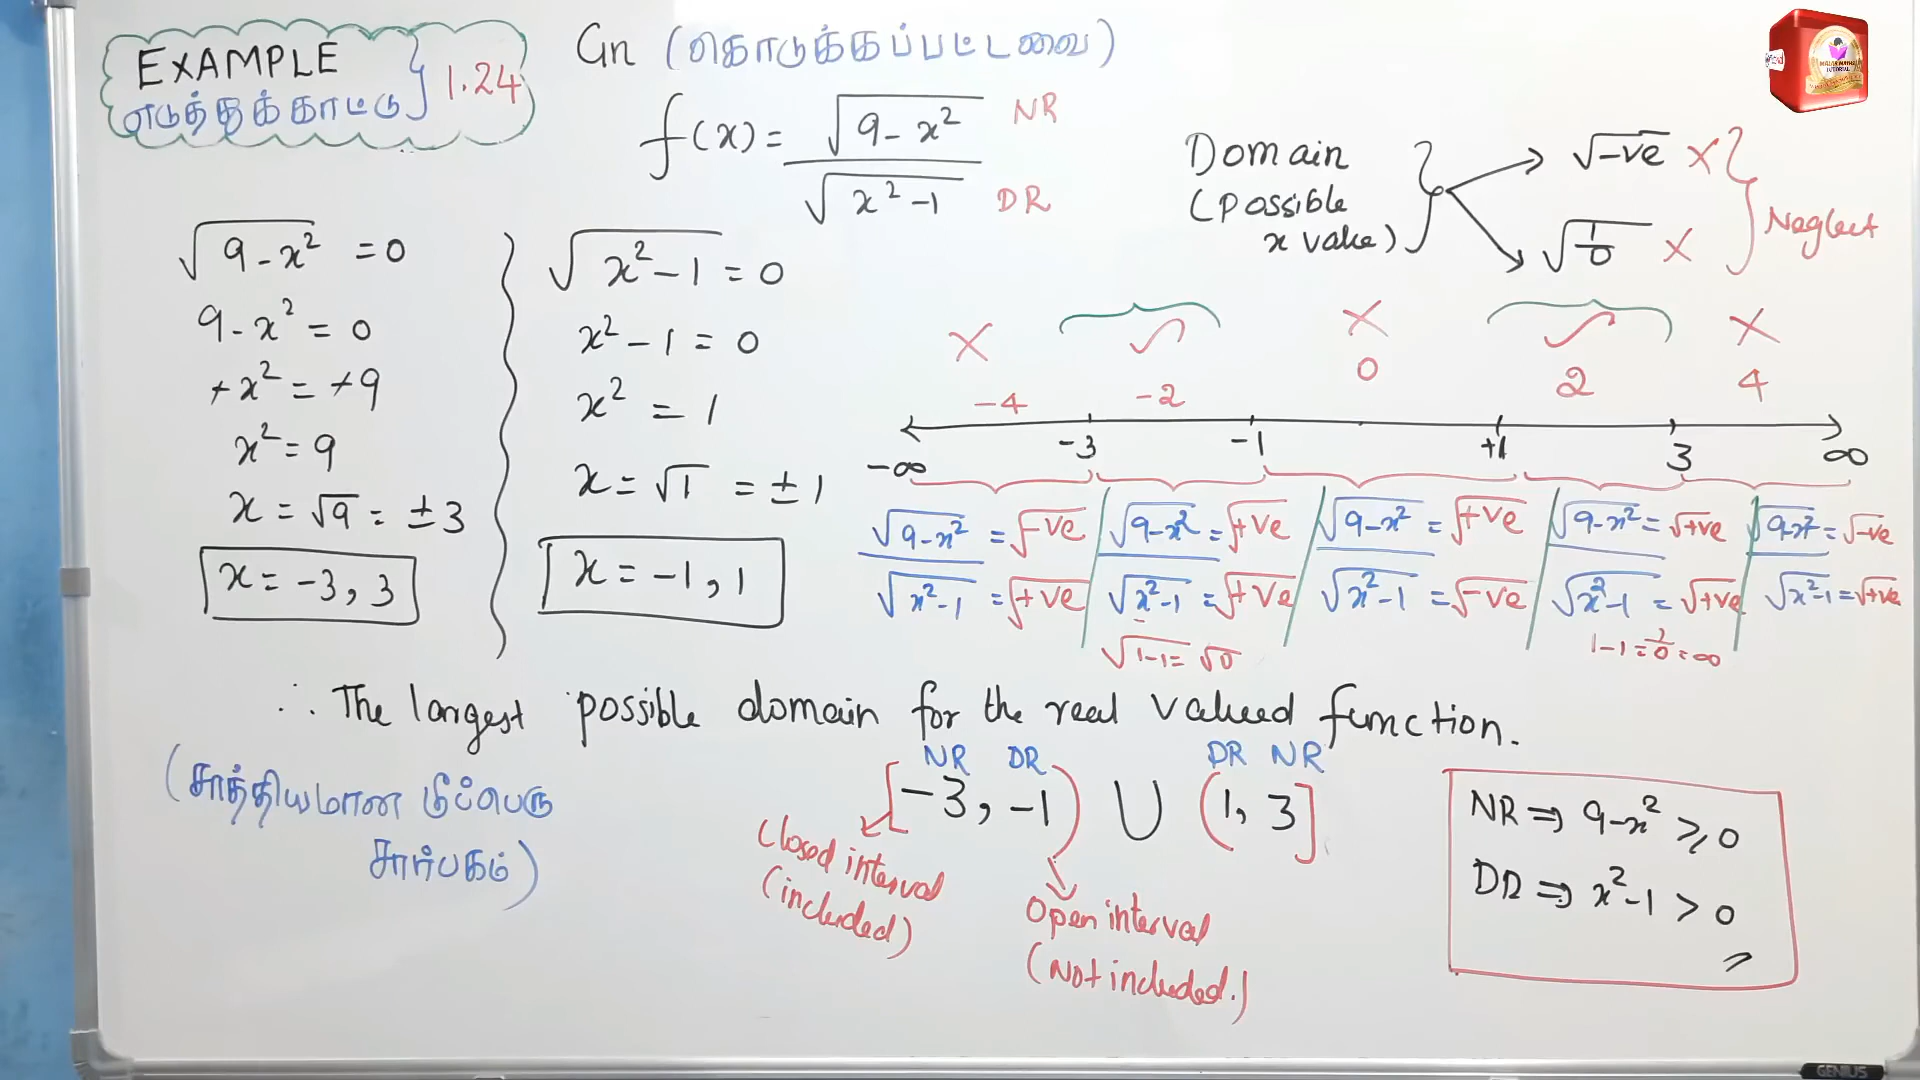 EXAMPLE
எடுத்துக்காட்டு } 1.24
Gn (கொடுக்கப்பட்டவை)
f(x) = √(9-x²) NR
√(x²-1) DR
Domain
(possible
x value)
√-ve X
√(1/0) X
Neglect
√(9-x²) = 0
9-x² = 0
+x² = +9
x² = 9
x = √9 = ±3
x = -3, 3
√(x²-1) = 0
x²-1 = 0
x² = 1
x = √1 = ±1
x = -1, 1
X ✓ X ✓ X
-4 -2 0 2 4
-∞ -3 -1 +1 3 ∞
√(9-x²) = √-ve √(9-x²) = √+ve √(9-x²) = √+ve √(9-x²) = √+ve √(9-x²) = √-ve
√(x²-1) = √+ve √(x²-1) = √+ve √(x²-1) = √-ve √(x²-1) = √+ve √(x²-1) = √+ve
√(1-1) = √0 1-1 = 1/0 = ∞
∴ The largest possible domain for the real valued function.
(சாத்தியமான மீப்பெரு
சார்பகம்)
NR DR DR NR
[-3, -1) ∪ (1, 3]
Closed interval
(included)
Open interval
(Not included.)
NR ⇒ 9-x² ≥ 0
DR ⇒ x²-1 > 0
GENIUS